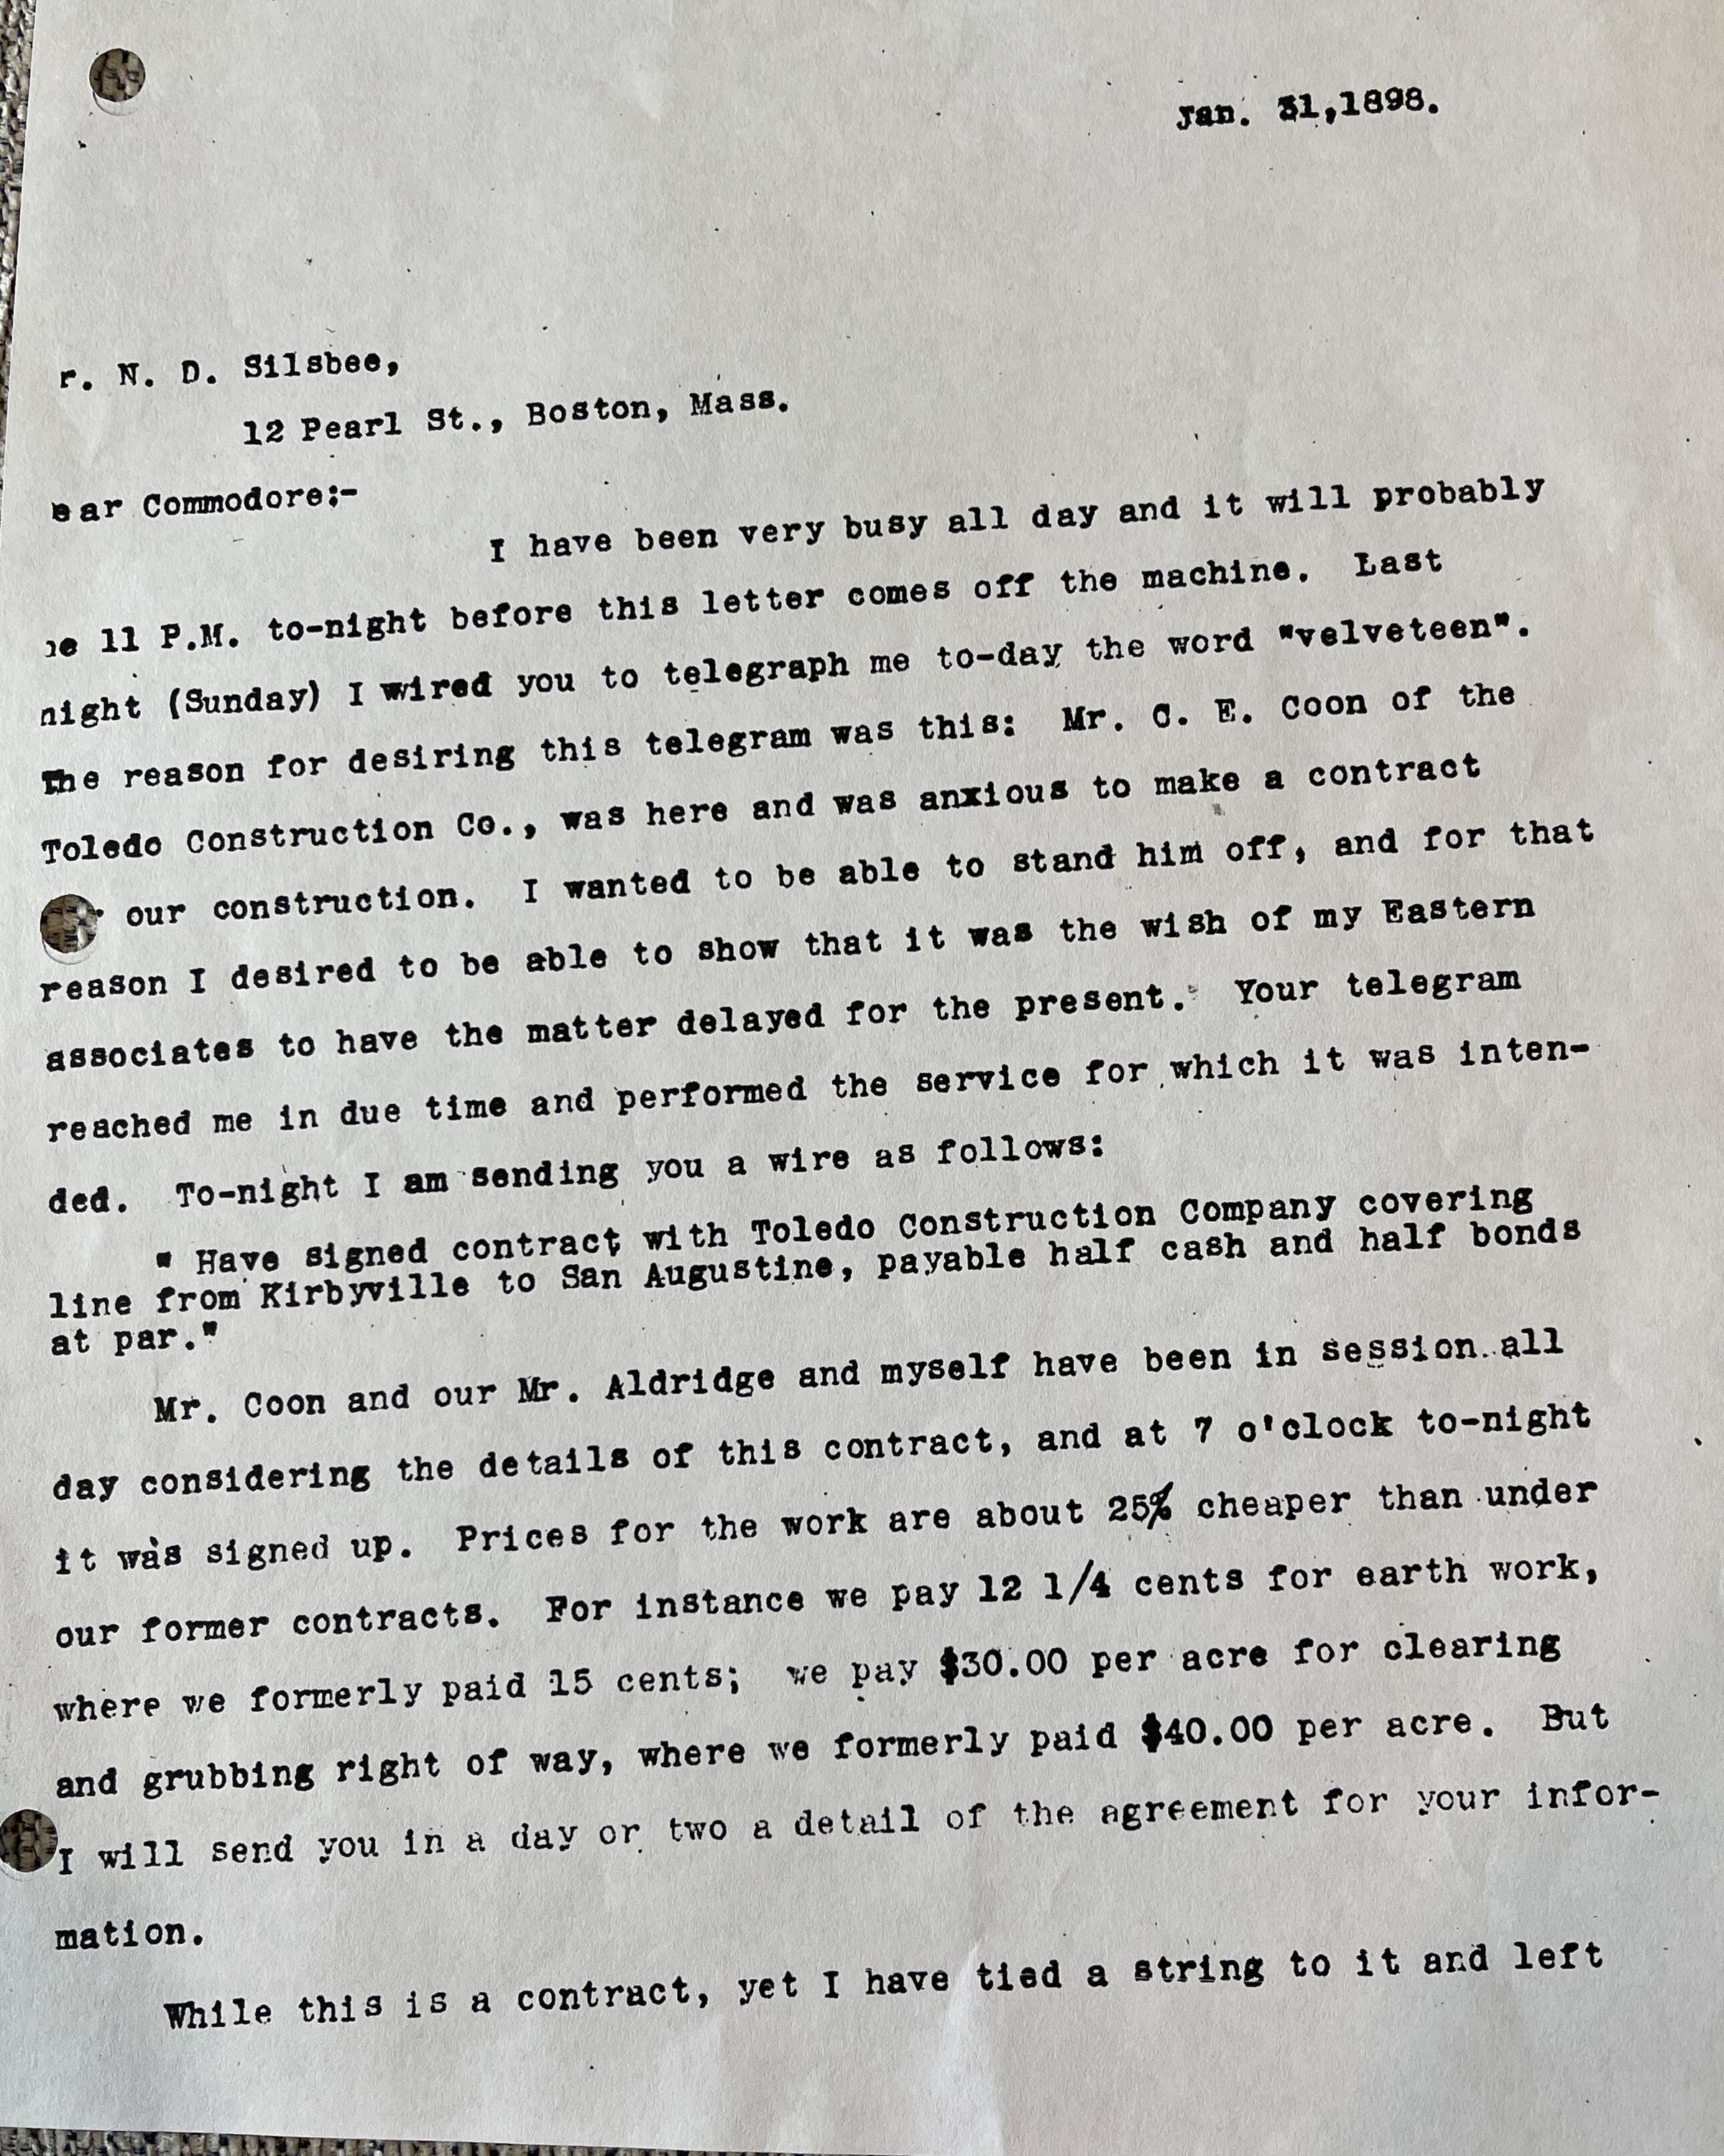 Jan. 31,1898.
r. N. D. Silsbee,
12 Pearl St., Boston, Mass.
ear Commodore:-
I have been very busy all day and it will probably
be 11 P.M. to-night before this letter comes off the machine. Last
night (Sunday) I wired you to telegraph me to-day the word "velveteen".
The reason for desiring this telegram was this: Mr. C. E. Coon of the
Toledo Construction Co., was here and was anxious to make a contract
our construction. I wanted to be able to stand him off, and for that
reason I desired to be able to show that it was the wish of my Eastern
associates to have the matter delayed for the present. Your telegram
reached me in due time and performed the service for which it was inten-
ded. To-night I am sending you a wire as follows:
" Have signed contract with Toledo Construction Company covering
line from Kirbyville to San Augustine, payable half cash and half bonds
at par."
Mr. Coon and our Mr. Aldridge and myself have been in session all
day considering the details of this contract, and at 7 o'clock to-night
it was signed up. Prices for the work are about 25% cheaper than under
our former contracts. For instance we pay 12 1/4 cents for earth work,
where we formerly paid 15 cents; we pay $30.00 per acre for clearing
and grubbing right of way, where we formerly paid $40.00 per acre. But
I will send you in a day or two a detail of the agreement for your infor-
mation.
While this is a contract, yet I have tied a string to it and left